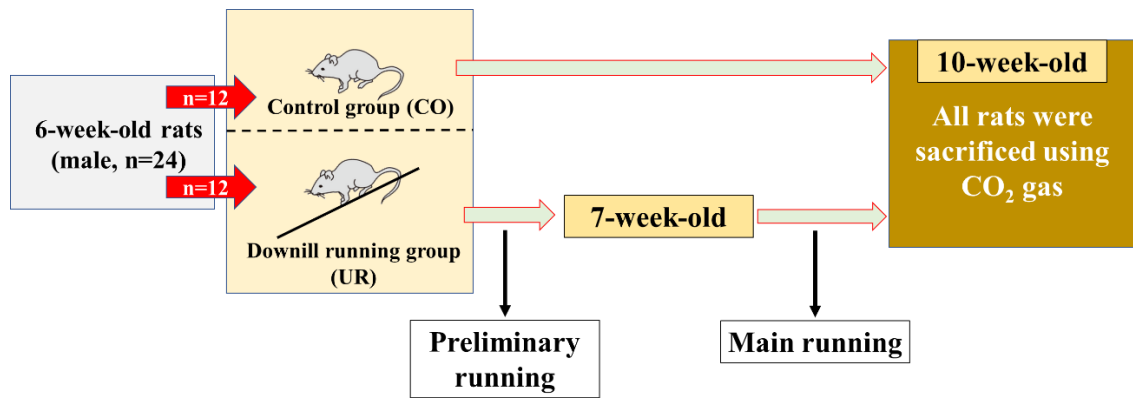 6-week-old rats
(male, n=24)
n=12
n=12
Control group (CO)
Downill running group
(UR)
7-week-old
Preliminary
running
Main running
10-week-old
All rats were
sacrificed using
CO₂ gas